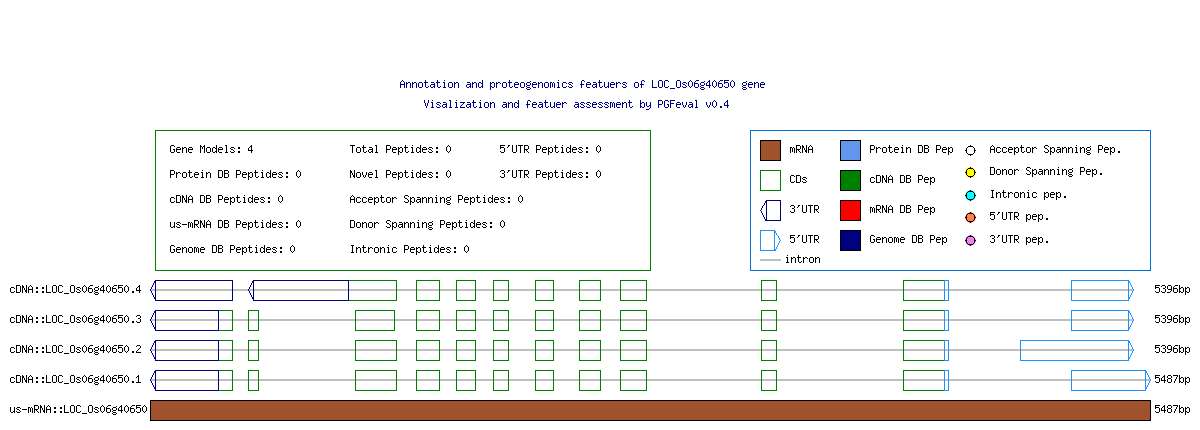 Annotation and proteogenomics featuers of LOC_Os06g40650 gene
Visalization and featuer assessment by PGFeval v0.4
Gene Models: 4 Total Peptides: 0 5'UTR Peptides: 0
Protein DB Peptides: 0 Novel Peptides: 0 3'UTR Peptides: 0
cDNA DB Peptides: 0 Acceptor Spanning Peptides: 0
us-mRNA DB Peptides: 0 Donor Spanning Peptides: 0
Genome DB Peptides: 0 Intronic Peptides: 0
mRNA Protein DB Pep Acceptor Spanning Pep.
CDs cDNA DB Pep Donor Spanning Pep.
3'UTR mRNA DB Pep Intronic pep.
5'UTR Genome DB Pep 5'UTR pep.
intron 3'UTR pep.
cDNA::LOC_Os06g40650.4 5396bp
cDNA::LOC_Os06g40650.3 5396bp
cDNA::LOC_Os06g40650.2 5396bp
cDNA::LOC_Os06g40650.1 5487bp
us-mRNA::LOC_Os06g40650 5487bp